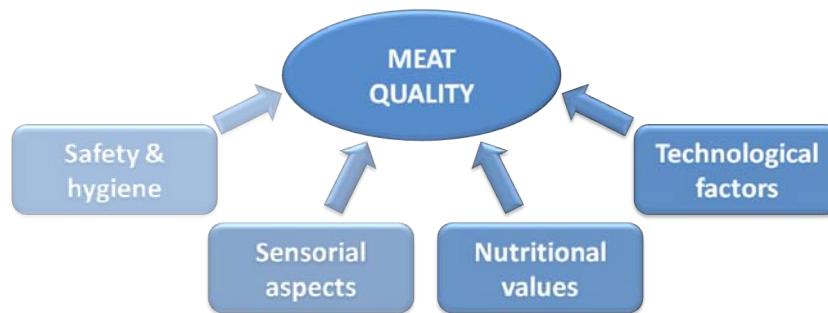 MEAT
QUALITY
Safety &
hygiene
Technological
factors
Sensorial
aspects
Nutritional
values